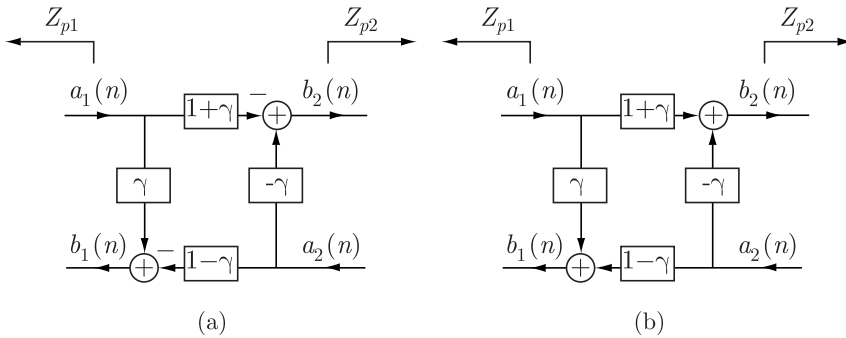 Z_{p1} Z_{p2} Z_{p1} Z_{p2}
a_1(n) 1+γ − + b_2(n) a_1(n) 1+γ + b_2(n)
γ -γ γ -γ
b_1(n) + − 1−γ a_2(n) b_1(n) + 1−γ a_2(n)
(a) (b)